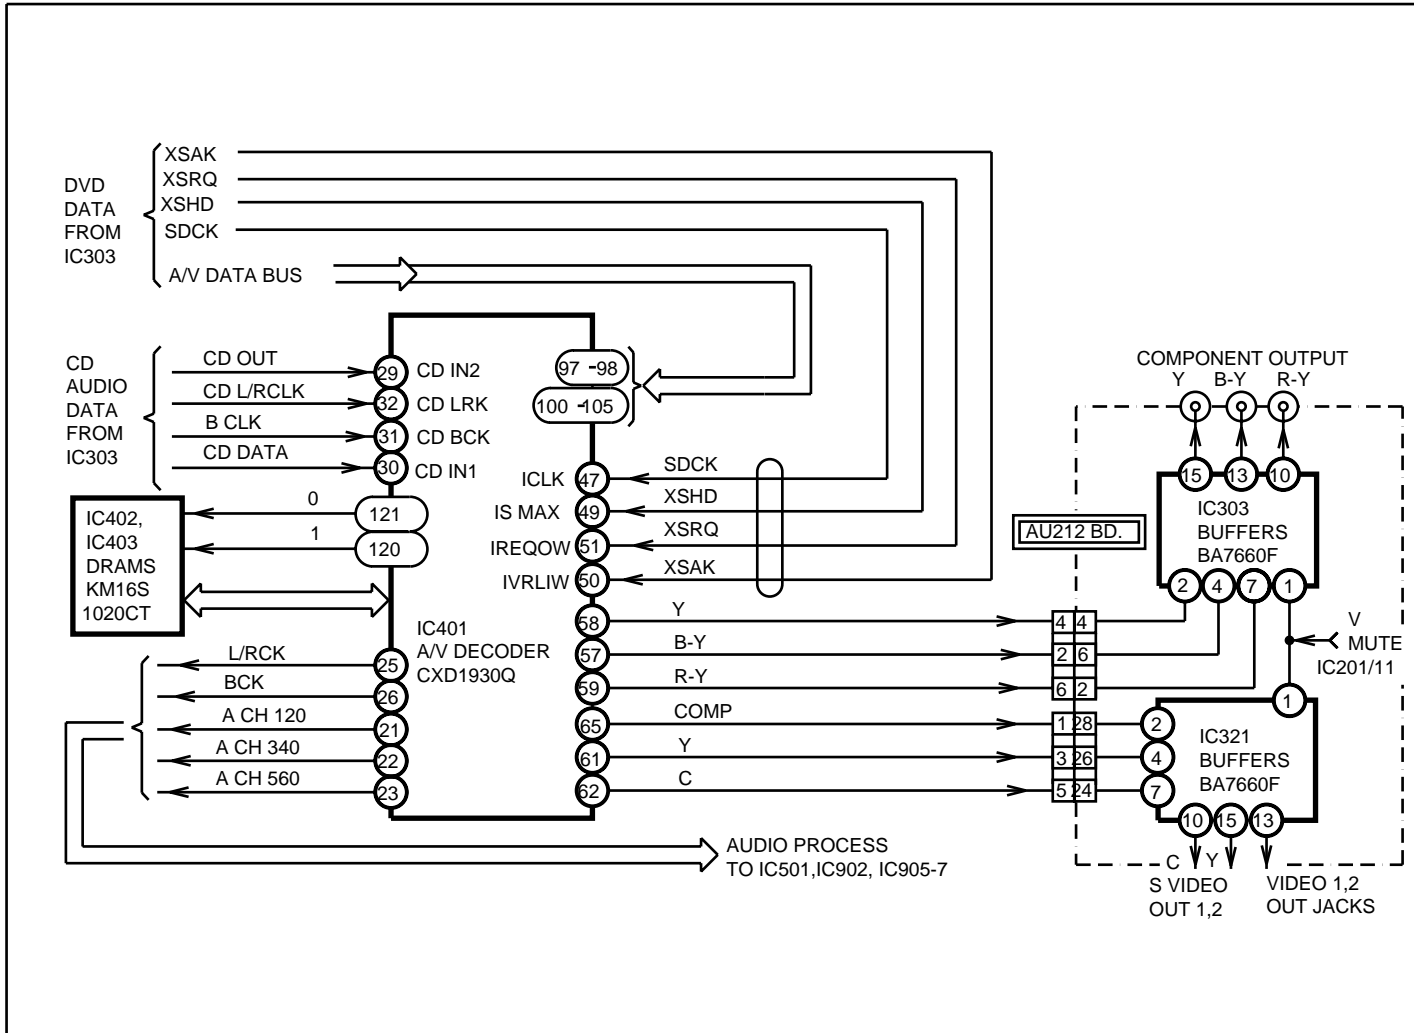 XSAK
XSRQ
XSHD
SDCK
A/V DATA BUS
DVD
DATA
FROM
IC303
CD
AUDIO
DATA
FROM
IC303
CD OUT
CD L/RCLK
B CLK
CD DATA
29
32
31
30
CD IN2
CD LRK
CD BCK
CD IN1
97 -98
100 -105
0
1
121
120
IC402,
IC403
DRAMS
KM16S
1020CT
ICLK
IS MAX
IREQOW
IVRLIW
47
49
51
50
SDCK
XSHD
XSRQ
XSAK
IC401
A/V DECODER
CXD1930Q
L/RCK
BCK
A CH 120
A CH 340
A CH 560
25
26
21
22
23
58
57
59
65
61
62
Y
B-Y
R-Y
COMP
Y
C
4 4
2 6
6 2
1 28
3 26
5 24
AUDIO PROCESS
TO IC501,IC902, IC905-7
COMPONENT OUTPUT
Y B-Y R-Y
15 13 10
IC303
BUFFERS
BA7660F
2 4 7 1
AU212 BD.
V
MUTE
IC201/11
1
2
4
7
IC321
BUFFERS
BA7660F
10 15 13
C Y
S VIDEO
OUT 1,2
VIDEO 1,2
OUT JACKS